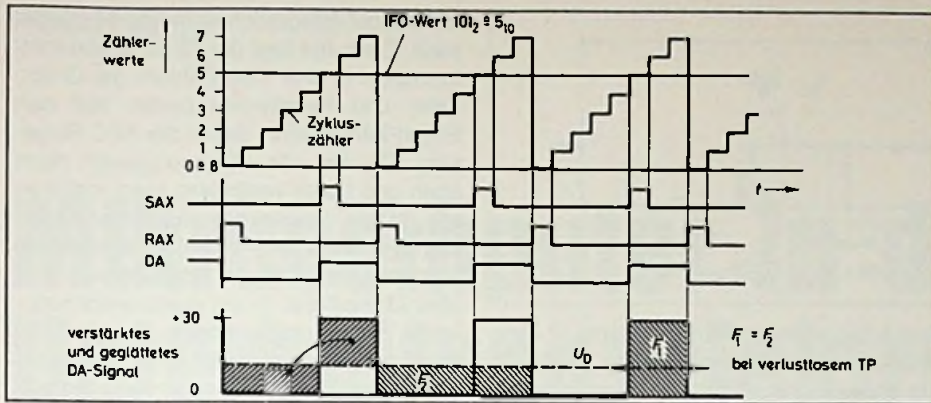 IFO-Wert 101₂ ≙ 5₁₀
Zähler-
werte
7
6
5
4
3
2
1
0 ≙ 8
Zyklus-
zähler
t
SAX
RAX
DA
+30
0
verstärktes
und geglättetes
DA-Signal
F₂
U_D
F₁
F₁ = F₂
bei verlustlosem TP